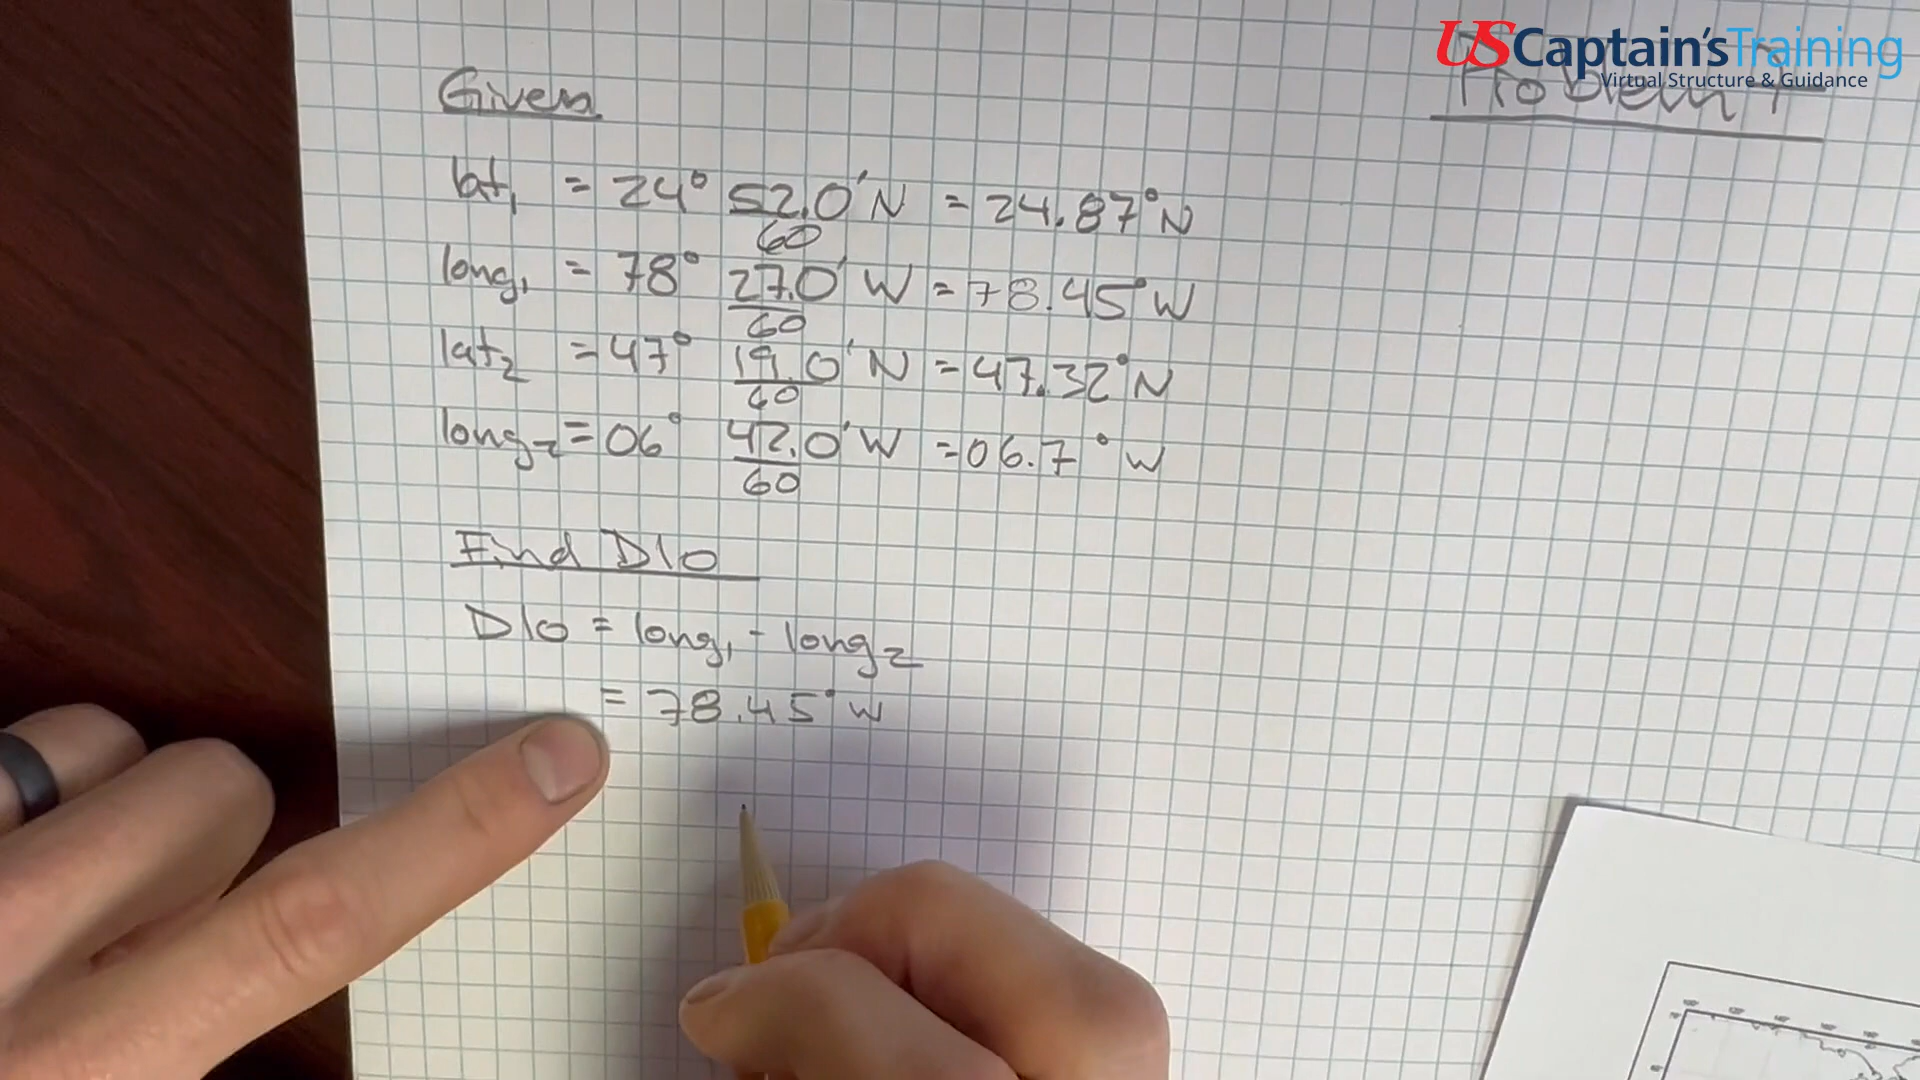 USCaptain'sTraining
Virtual Structure & Guidance
Problem 1
Given
lat₁ = 24° 52.0' N = 24.87° N
60
long₁ = 78° 27.0' W = 78.45° W
60
lat₂ = 47° 19.0' N = 47.32° N
60
long₂ = 06° 42.0' W = 06.7° W
60
Find Dlo
Dlo = long₁ - long₂
= 78.45° W